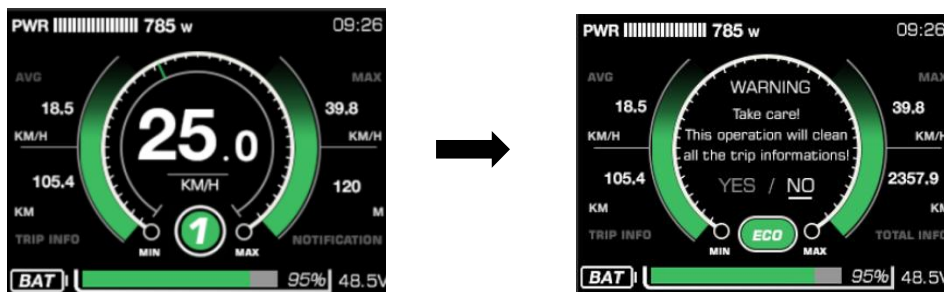 PWR 785 W 09:26
AVG MAX
18.5 39.8
KM/H KM/H
25.0
KM/H
105.4 120
KM M
1
TRIP INFO NOTIFICATION
MIN MAX
BAT 95% 48.5V
PWR 785 W 09:26
AVG MAX
WARNING
Take care!
18.5 39.8
This operation will clean
KM/H KM/H
all the trip informations!
105.4 YES / NO 2357.9
KM KM
TRIP INFO ECO TOTAL INFO
MIN MAX
BAT 95% 48.5V